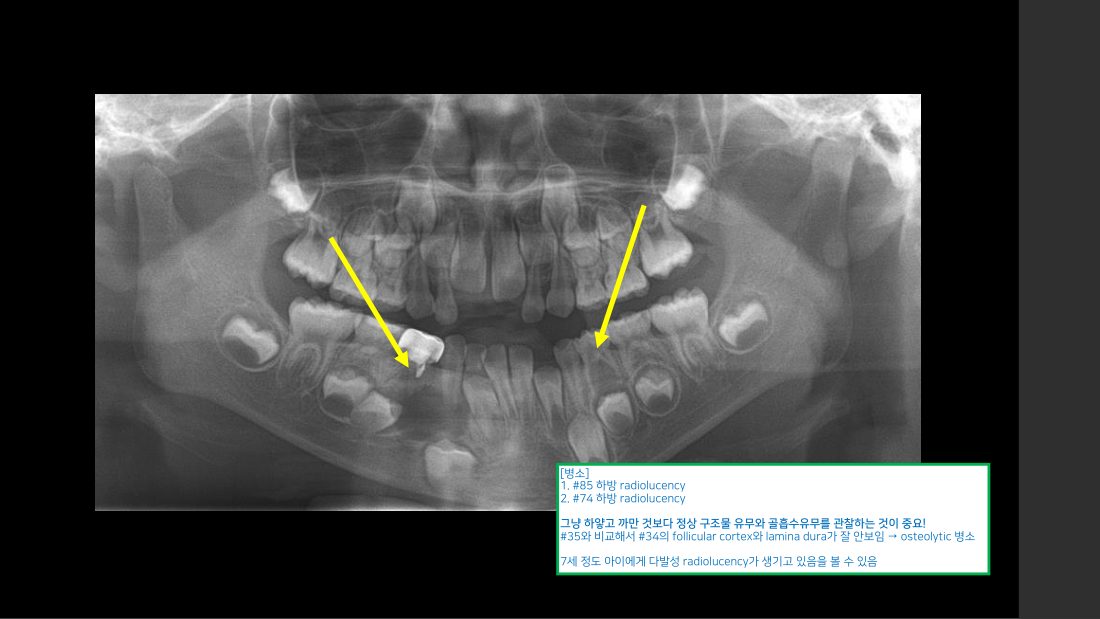 [병소]
1. #85 하방 radiolucency
2. #74 하방 radiolucency
그냥 하얗고 까만 것보다 정상 구조물 유무와 골흡수유무를 관찰하는 것이 중요!
#35와 비교해서 #34의 follicular cortex와 lamina dura가 잘 안보임 → osteolytic 병소
7세 정도 아이에게 다발성 radiolucency가 생기고 있음을 볼 수 있음